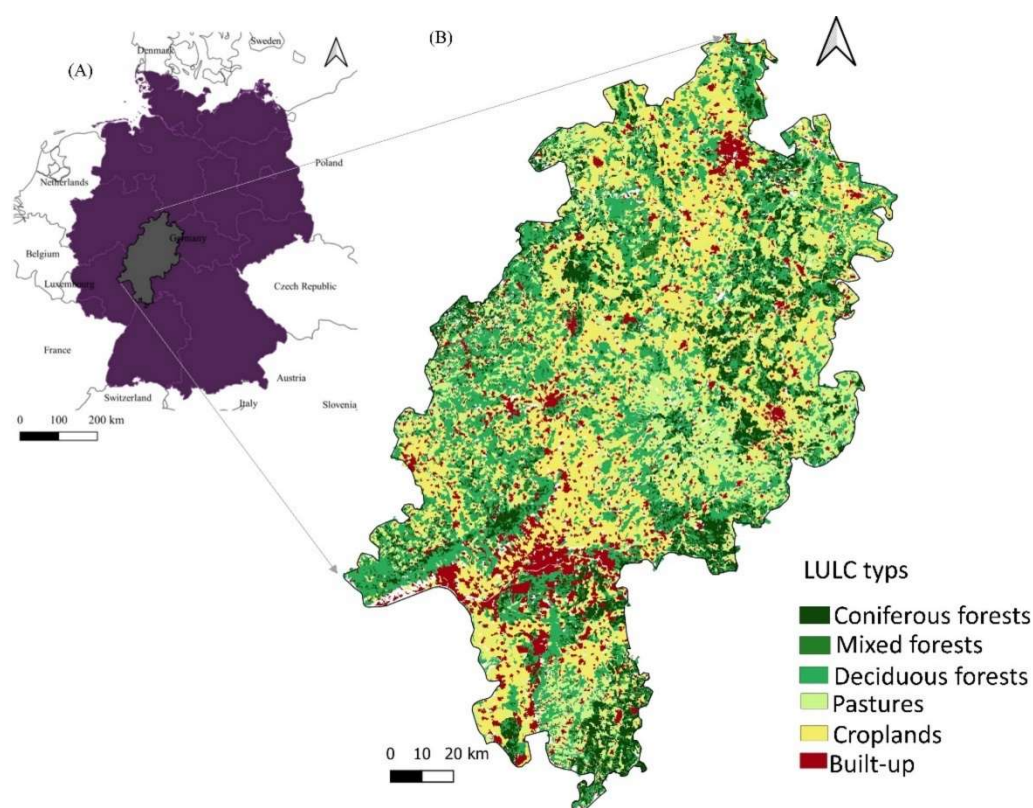 (A)
Denmark
Sweden
Netherlands
Poland
Germany
Belgium
Luxembourg
Czech Republic
France
Austria
Switzerland
Italy
Slovenia
0 100 200 km
(B)
LULC typs
Coniferous forests
Mixed forests
Deciduous forests
Pastures
Croplands
Built-up
0 10 20 km